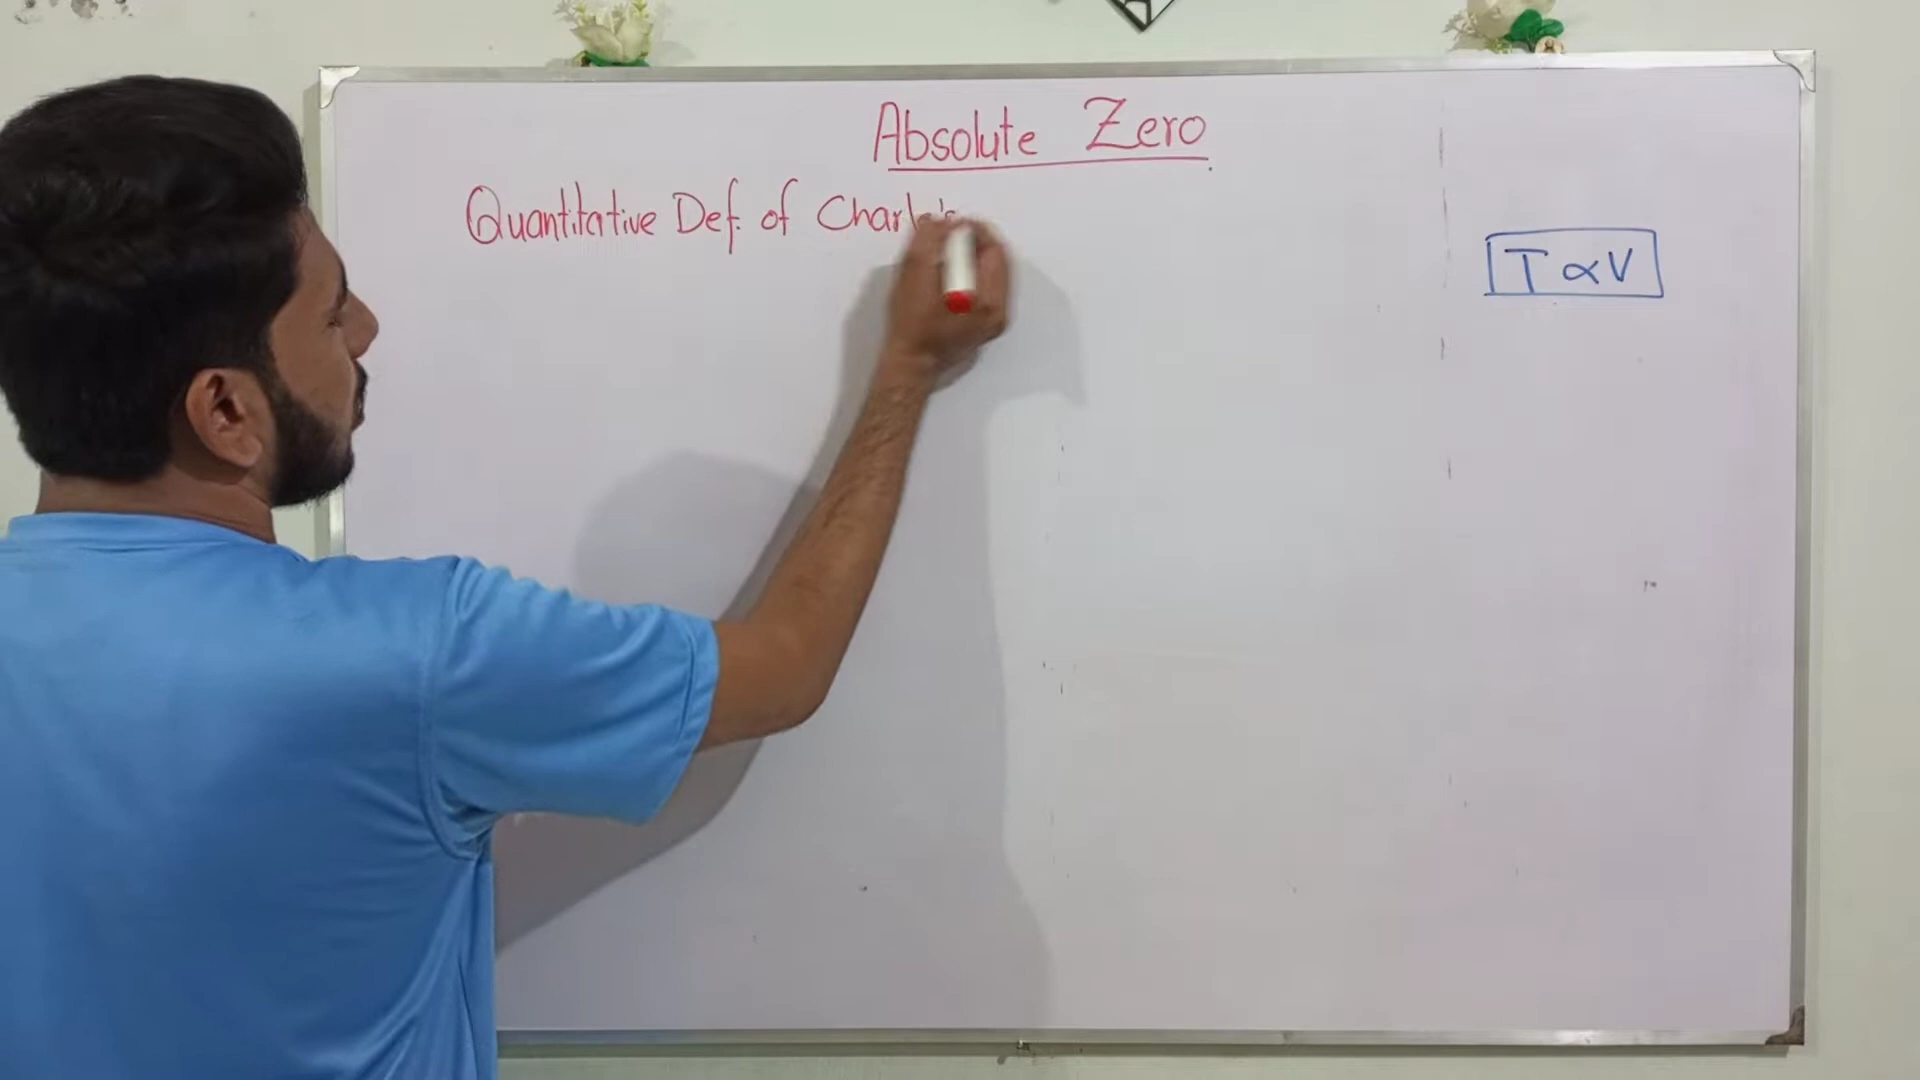 Absolute Zero
Quantitative Def. of Charle's
T ∝ V